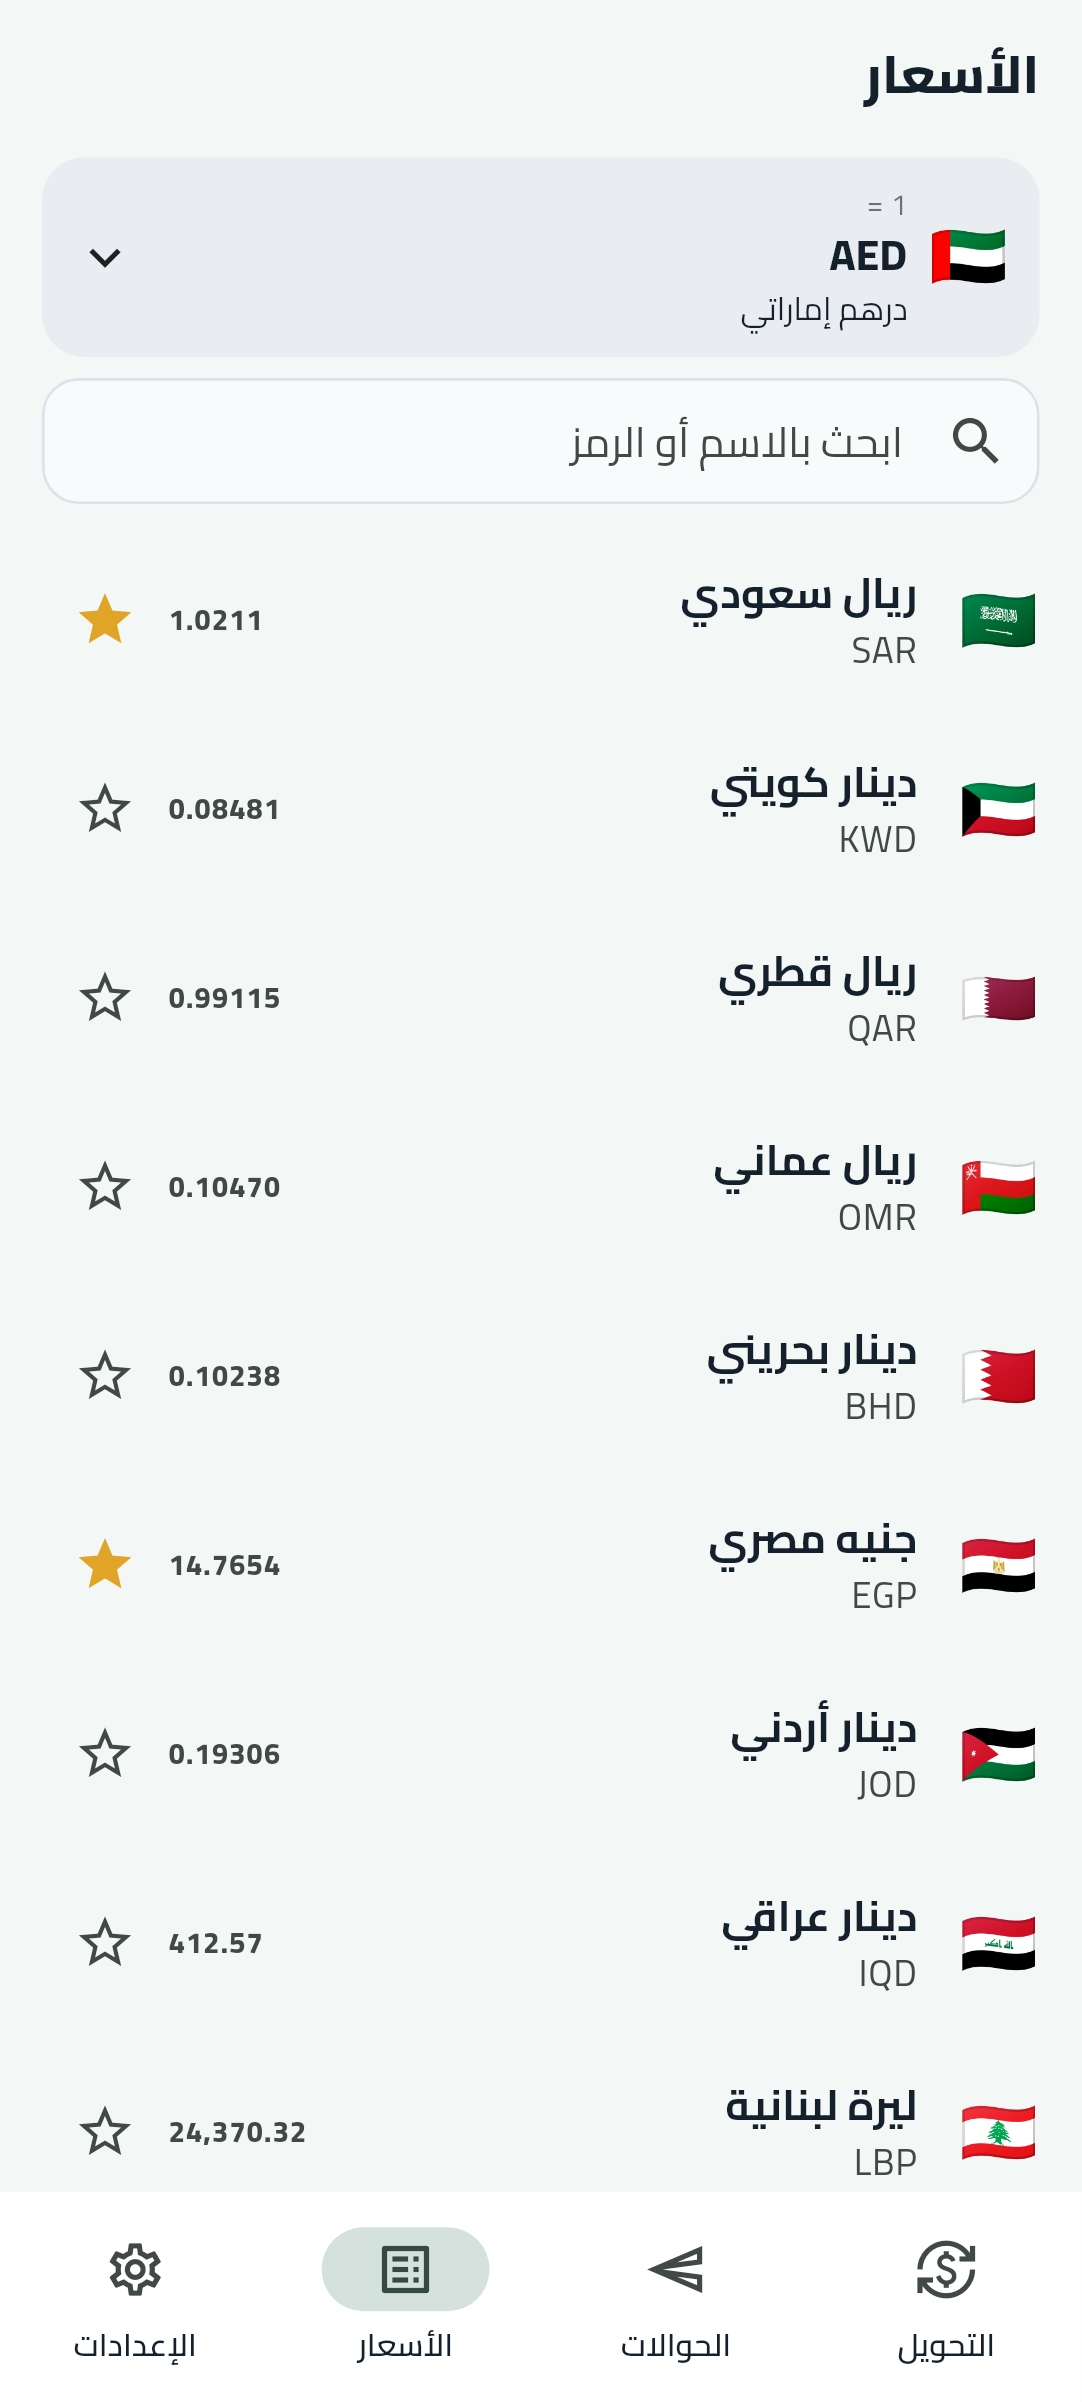 الأسعار
1 =
AED
درهم إماراتي
ابحث بالاسم أو الرمز
ريال سعودي
SAR
1.0211
دينار كويتي
KWD
0.08481
ريال قطري
QAR
0.99115
ريال عماني
OMR
0.10470
دينار بحريني
BHD
0.10238
جنيه مصري
EGP
14.7654
دينار أردني
JOD
0.19306
دينار عراقي
IQD
412.57
ليرة لبنانية
LBP
24,370.32
التحويل
الحوالات
الأسعار
الإعدادات